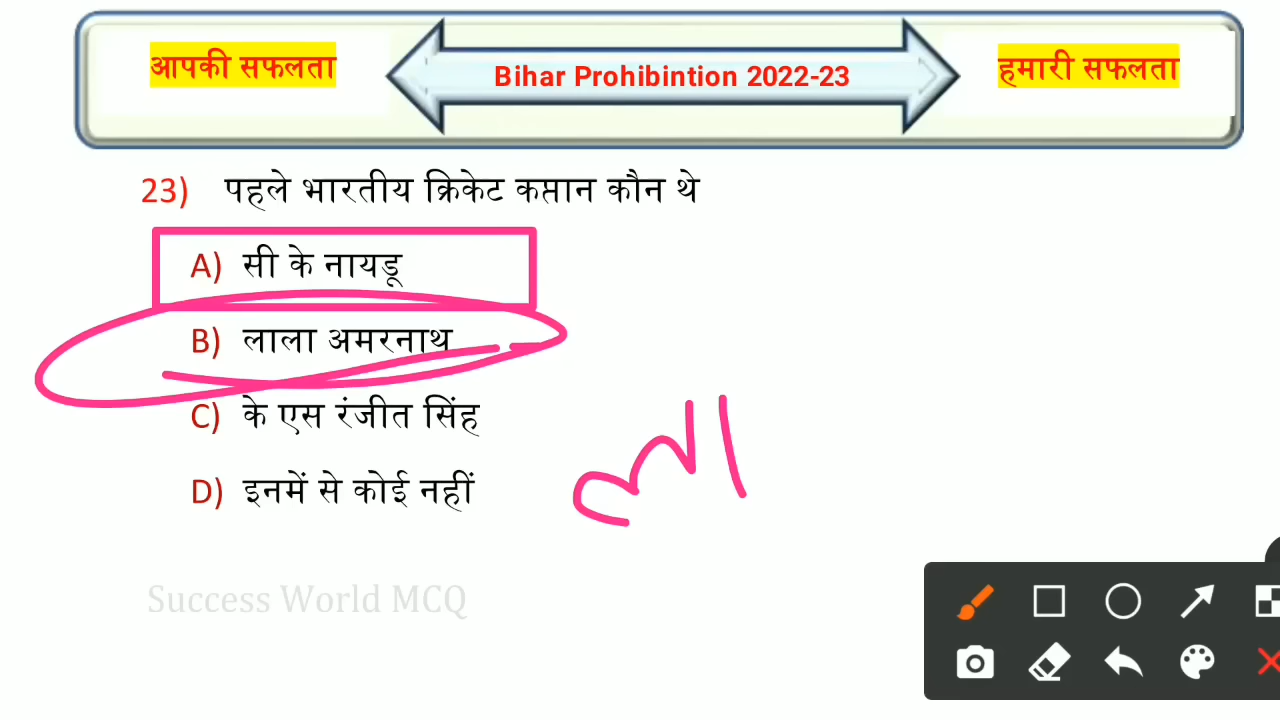 आपकी सफलता
Bihar Prohibintion 2022-23
हमारी सफलता
23) पहले भारतीय क्रिकेट कप्तान कौन थे
A) सी के नायडू
B) लाला अमरनाथ
C) के एस रंजीत सिंह
D) इनमें से कोई नहीं
Success World MCQ